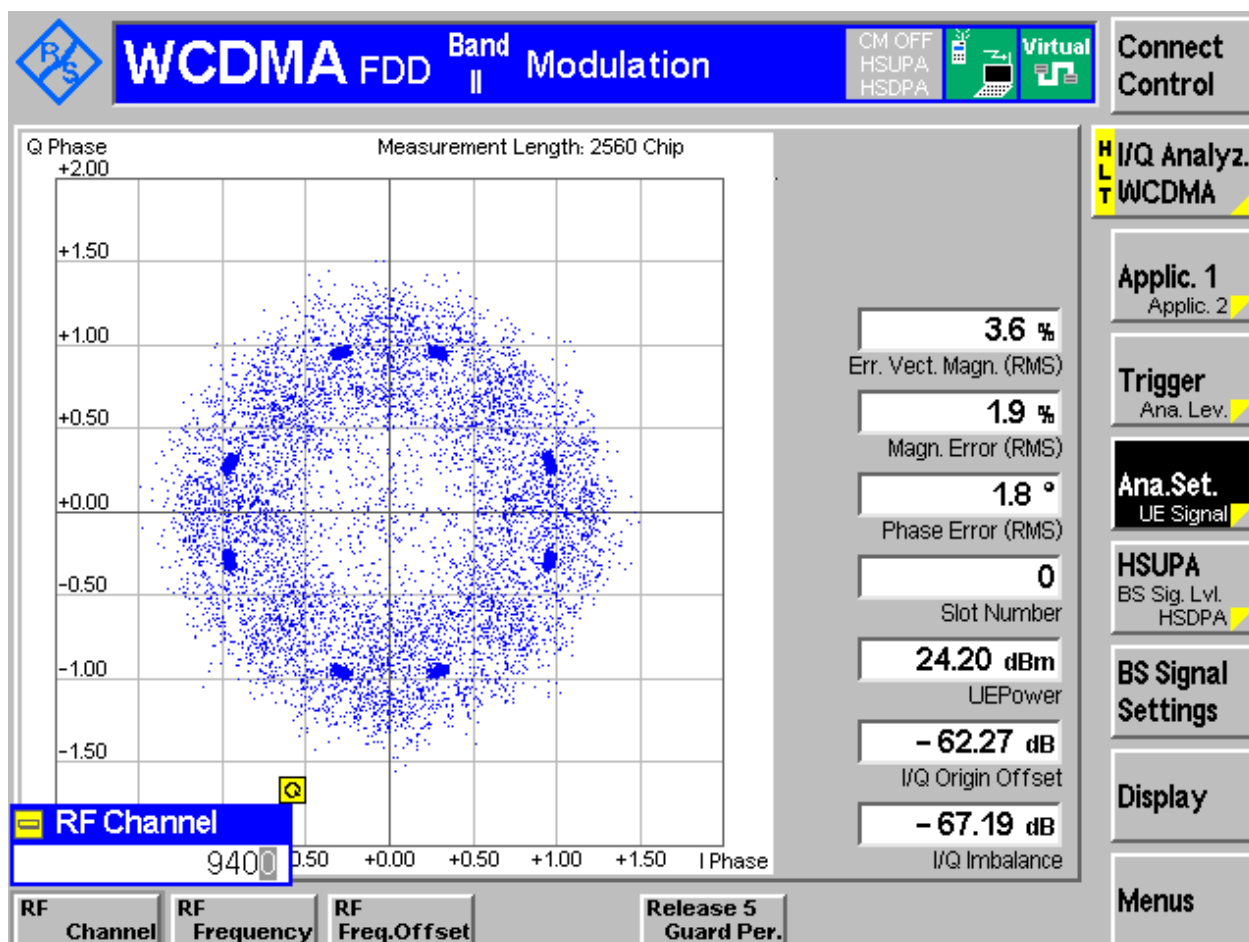 R&S
WCDMA FDD Band II Modulation
CM OFF
HSUPA
HSDPA
Virtual
Connect
Control
Q Phase
Measurement Length: 2560 Chip
+2.00
+1.50
+1.00
+0.50
+0.00
-0.50
-1.00
-1.50
Q
RF Channel
9400
0.50 +0.00 +0.50 +1.00 +1.50 I Phase
3.6 %
Err. Vect. Magn. (RMS)
1.9 %
Magn. Error (RMS)
1.8 °
Phase Error (RMS)
0
Slot Number
24.20 dBm
UEPower
- 62.27 dB
I/Q Origin Offset
- 67.19 dB
I/Q Imbalance
HLT
I/Q Analyz.
WCDMA
Applic. 1
Applic. 2
Trigger
Ana. Lev.
Ana.Set.
UE Signal
HSUPA
BS Sig. Lvl.
HSDPA
BS Signal
Settings
Display
Menus
RF
Channel
RF
Frequency
RF
Freq.Offset
Release 5
Guard Per.